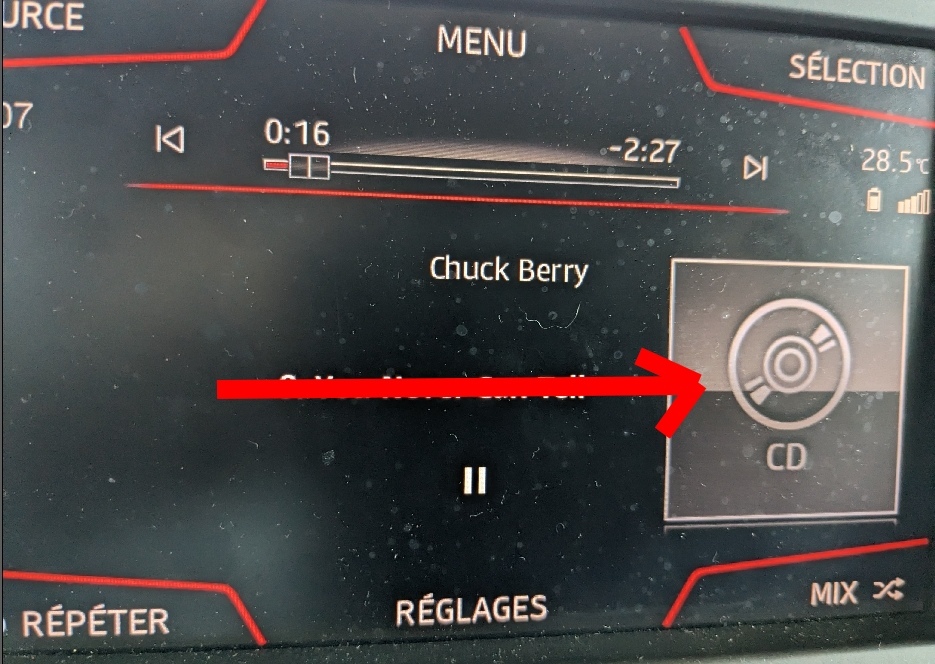 URCE
MENU
SÉLECTION
07
0:16
-2:27
28.5°C
Chuck Berry
CD
RÉPÉTER
RÉGLAGES
MIX